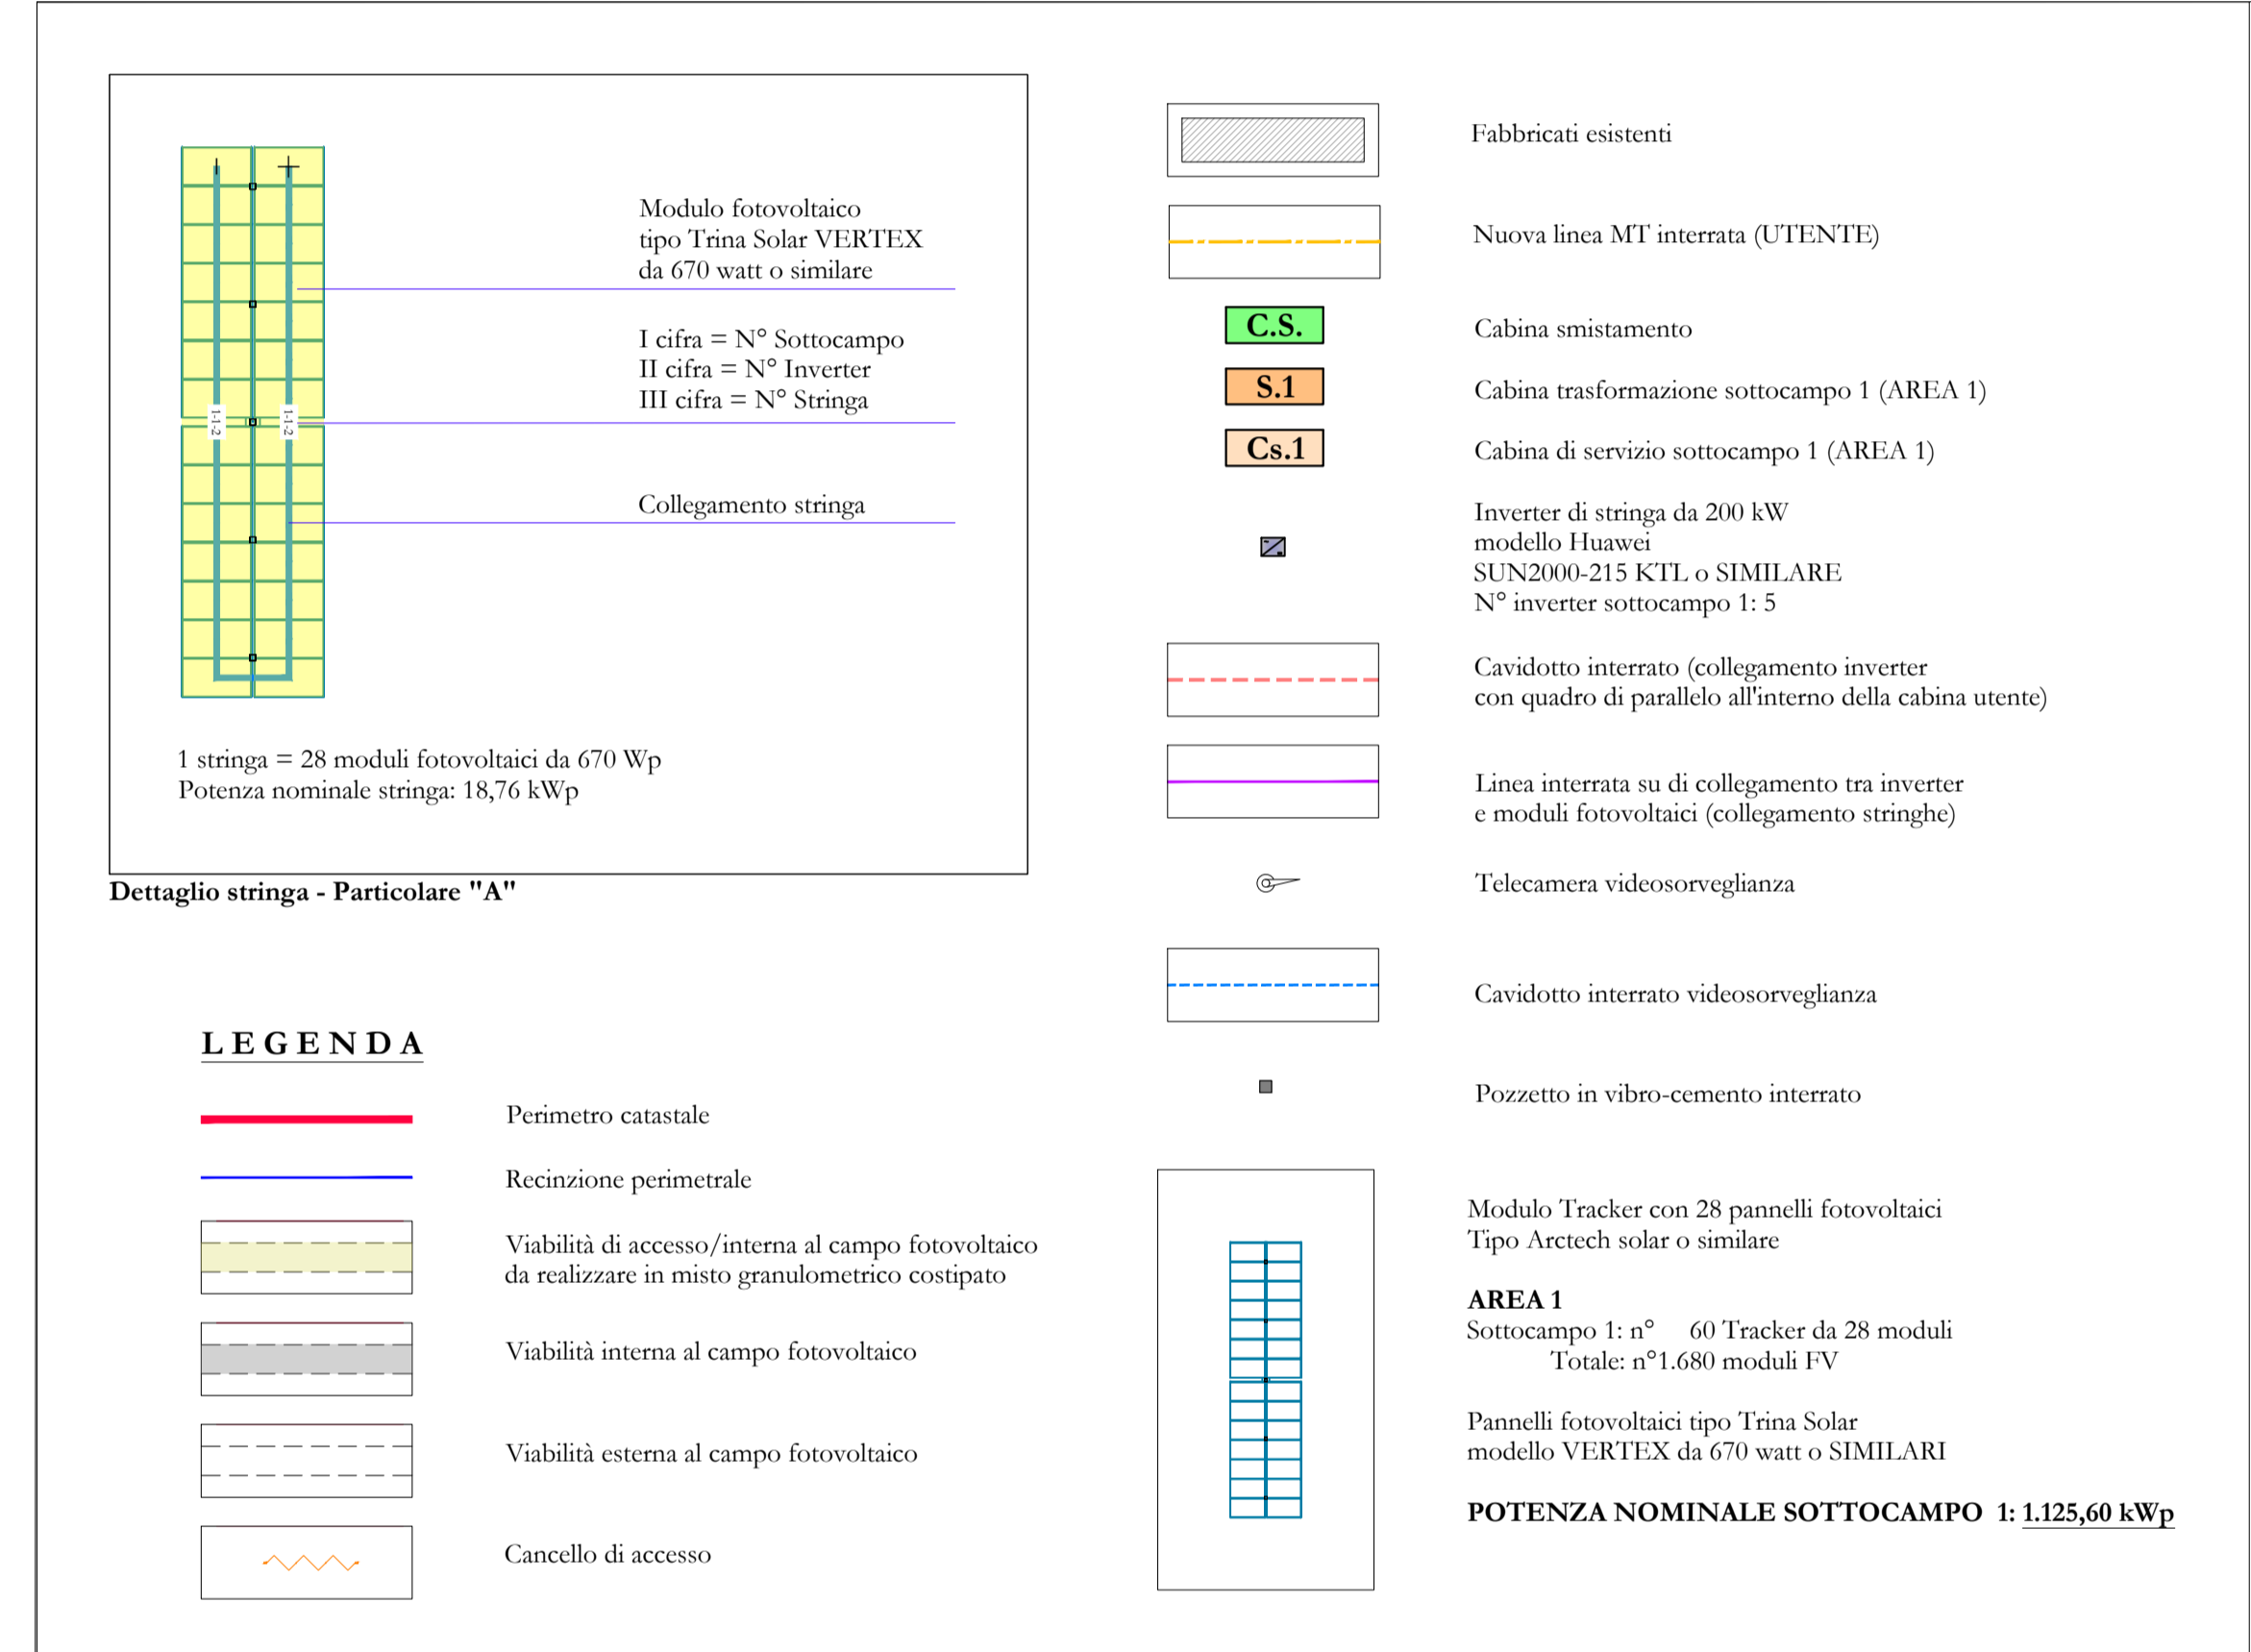 Modulo fotovoltaico
tipo Trina Solar VERTEX
da 670 watt o similare
I cifra = N° Sottocampo
II cifra = N° Inverter
III cifra = N° Stringa
1-1-2
1-1-2
Collegamento stringa
1 stringa = 28 moduli fotovoltaici da 670 Wp
Potenza nominale stringa: 18,76 kWp
Dettaglio stringa - Particolare "A"
L E G E N D A
Perimetro catastale
Recinzione perimetrale
Viabilità di accesso/interna al campo fotovoltaico
da realizzare in misto granulometrico costipato
Viabilità interna al campo fotovoltaico
Viabilità esterna al campo fotovoltaico
Cancello di accesso
Fabbricati esistenti
Nuova linea MT interrata (UTENTE)
C.S.
Cabina smistamento
S.1
Cabina trasformazione sottocampo 1 (AREA 1)
Cs.1
Cabina di servizio sottocampo 1 (AREA 1)
Inverter di stringa da 200 kW
modello Huawei
SUN2000-215 KTL o SIMILARE
N° inverter sottocampo 1: 5
Cavidotto interrato (collegamento inverter
con quadro di parallelo all'interno della cabina utente)
Linea interrata su di collegamento tra inverter
e moduli fotovoltaici (collegamento stringhe)
Telecamera videosorveglianza
Cavidotto interrato videosorveglianza
Pozzetto in vibro-cemento interrato
Modulo Tracker con 28 pannelli fotovoltaici
Tipo Arctech solar o similare
AREA 1
Sottocampo 1: n° 60 Tracker da 28 moduli
Totale: n°1.680 moduli FV
Pannelli fotovoltaici tipo Trina Solar
modello VERTEX da 670 watt o SIMILARI
POTENZA NOMINALE SOTTOCAMPO 1: 1.125,60 kWp